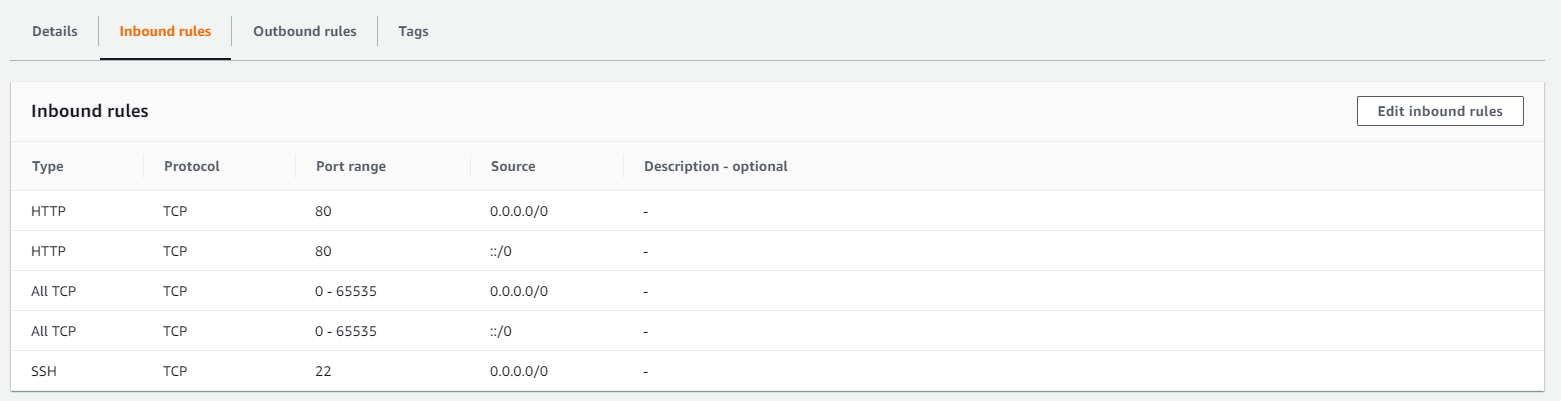 Details Inbound rules Outbound rules Tags
Inbound rules Edit inbound rules
Type Protocol Port range Source Description - optional
HTTP TCP 80 0.0.0.0/0 -
HTTP TCP 80 ::/0 -
All TCP TCP 0 - 65535 0.0.0.0/0 -
All TCP TCP 0 - 65535 ::/0 -
SSH TCP 22 0.0.0.0/0 -